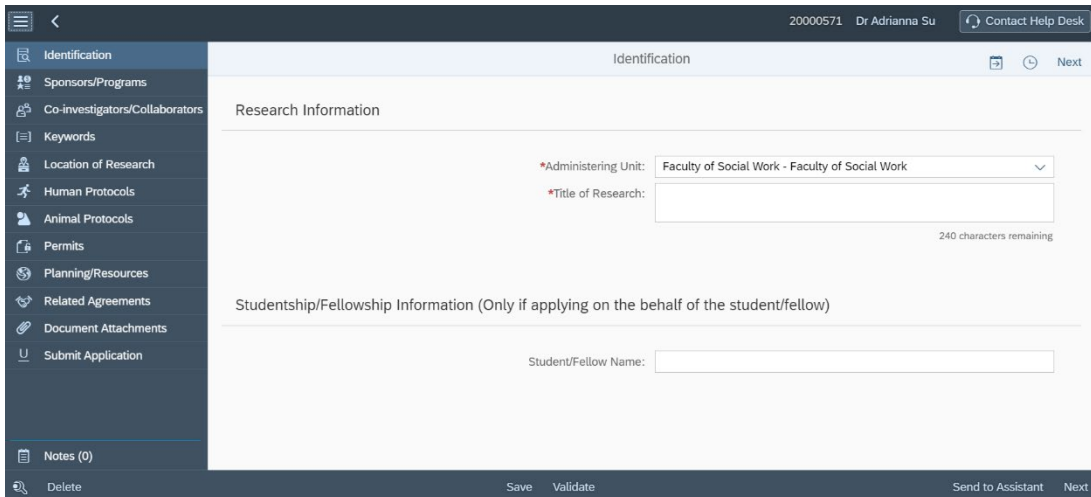 20000571 Dr Adrianna Su Contact Help Desk
Identification
Sponsors/Programs
Co-investigators/Collaborators
Keywords
Location of Research
Human Protocols
Animal Protocols
Permits
Planning/Resources
Related Agreements
Document Attachments
Submit Application
Notes (0)
Identification Next
Research Information
*Administering Unit: Faculty of Social Work - Faculty of Social Work
*Title of Research:
240 characters remaining
Studentship/Fellowship Information (Only if applying on the behalf of the student/fellow)
Student/Fellow Name:
Delete Save Validate Send to Assistant Next